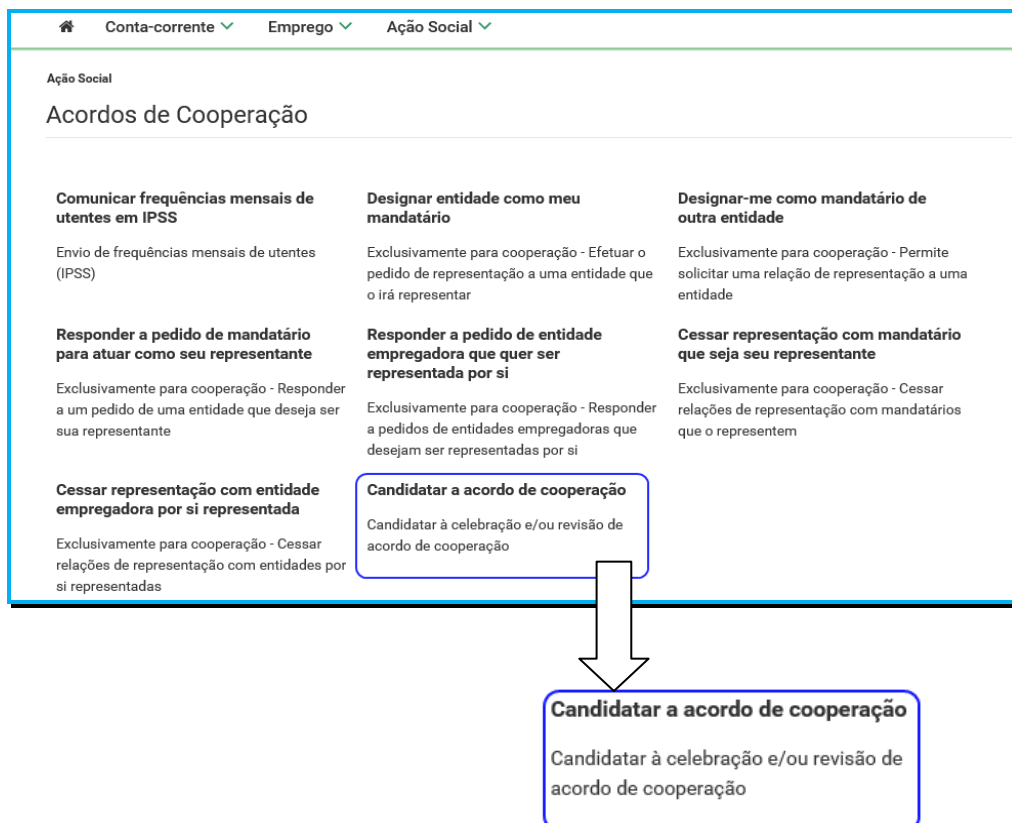 Conta-corrente Emprego Ação Social
Ação Social
Acordos de Cooperação
Comunicar frequências mensais de
utentes em IPSS
Envio de frequências mensais de utentes
(IPSS)
Designar entidade como meu
mandatário
Exclusivamente para cooperação - Efetuar o
pedido de representação a uma entidade que
o irá representar
Designar-me como mandatário de
outra entidade
Exclusivamente para cooperação - Permite
solicitar uma relação de representação a uma
entidade
Responder a pedido de mandatário
para atuar como seu representante
Exclusivamente para cooperação - Responder
a um pedido de uma entidade que deseja ser
sua representante
Responder a pedido de entidade
empregadora que quer ser
representada por si
Exclusivamente para cooperação - Responder
a pedidos de entidades empregadoras que
desejam ser representadas por si
Cessar representação com mandatário
que seja seu representante
Exclusivamente para cooperação - Cessar
relações de representação com mandatários
que o representem
Cessar representação com entidade
empregadora por si representada
Exclusivamente para cooperação - Cessar
relações de representação com entidades por
si representadas
Candidatar a acordo de cooperação
Candidatar à celebração e/ou revisão de
acordo de cooperação
Candidatar a acordo de cooperação
Candidatar à celebração e/ou revisão de
acordo de cooperação